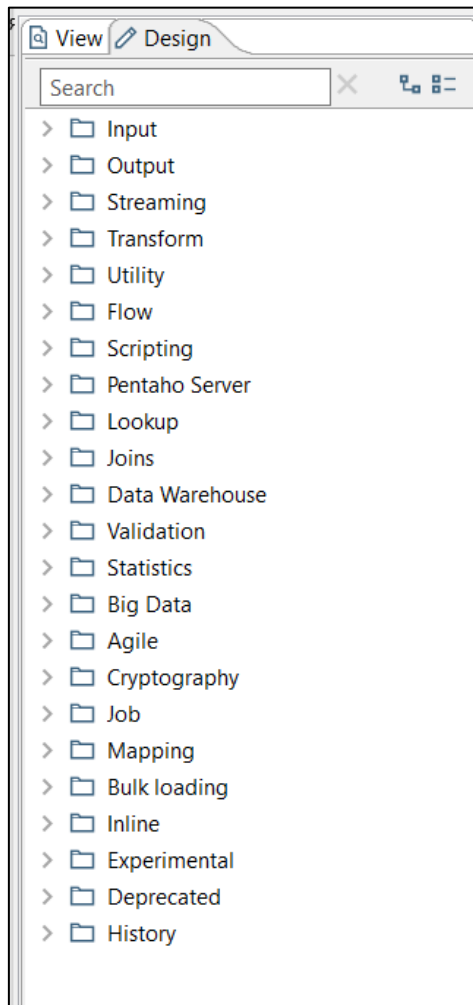 View Design
Search
Input
Output
Streaming
Transform
Utility
Flow
Scripting
Pentaho Server
Lookup
Joins
Data Warehouse
Validation
Statistics
Big Data
Agile
Cryptography
Job
Mapping
Bulk loading
Inline
Experimental
Deprecated
History